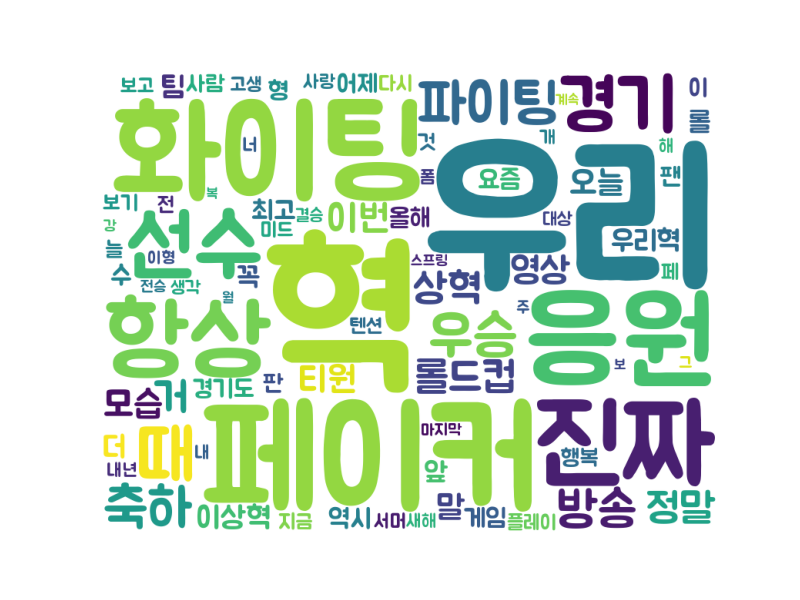 보고 팀 사람 고생 형 사랑 어제 다시
화이팅 너 복
파이팅 계속 경기 이 롤
것 개 해
우리
폼 요즘 오늘 팬
보기 전 최고 결승 이번 올해 대상 우리혁
강 선수 미드
늘 이형 꼭 혁 스프링 영상 페
수 전승 생각 상혁
월 주
항상 텐션 우승 응원
보 그
모습 거 경기도 판 티원 롤드컵
페이커 진짜
더 때 내 마지막 행복
내년 앞
축하 이상혁 지금 역시 서머 새해 말 게임 플레이 방송 정말